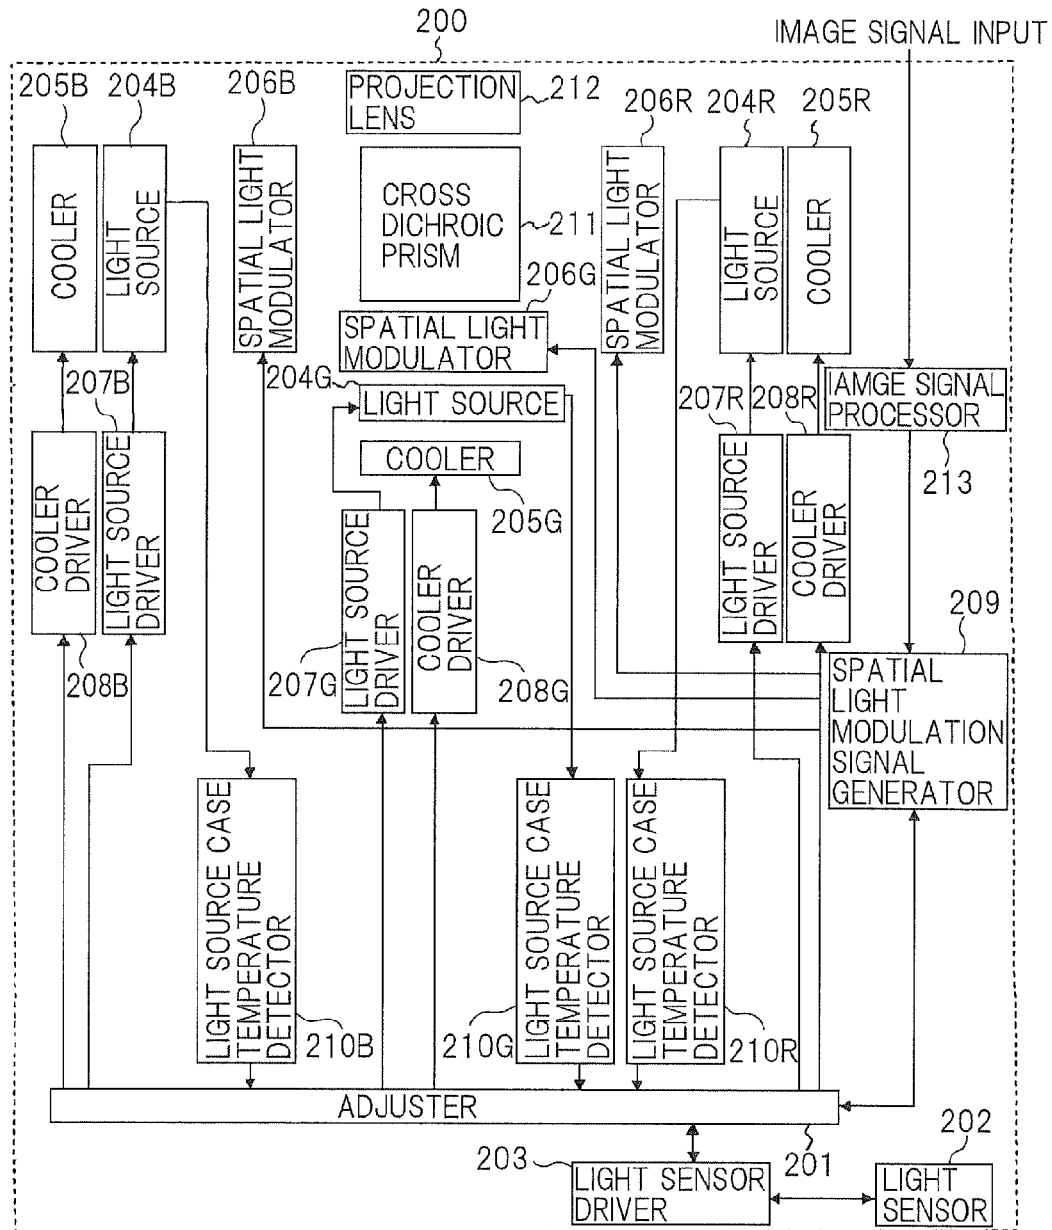 200
IMAGE SIGNAL INPUT
205B
204B
206B
PROJECTION
LENS
212
206R
204R
205R
COOLER
LIGHT
SOURCE
SPATIAL LIGHT
MODULATOR
CROSS
DICHROIC
PRISM
211
SPATIAL LIGHT
MODULATOR
LIGHT
SOURCE
COOLER
206G
SPATIAL LIGHT
MODULATOR
204G
LIGHT SOURCE
207B
207R
208R
IAMGE SIGNAL
PROCESSOR
213
COOLER
205G
COOLER
DRIVER
LIGHT SOURCE
DRIVER
LIGHT SOURCE
DRIVER
COOLER
DRIVER
LIGHT SOURCE
DRIVER
COOLER
DRIVER
209
208B
207G
208G
SPATIAL
LIGHT
MODULATION
SIGNAL
GENERATOR
LIGHT SOURCE CASE
TEMPERATURE
DETECTOR
210B
LIGHT SOURCE CASE
TEMPERATURE
DETECTOR
210G
LIGHT SOURCE CASE
TEMPERATURE
DETECTOR
210R
ADJUSTER
201
203
LIGHT SENSOR
DRIVER
202
LIGHT
SENSOR